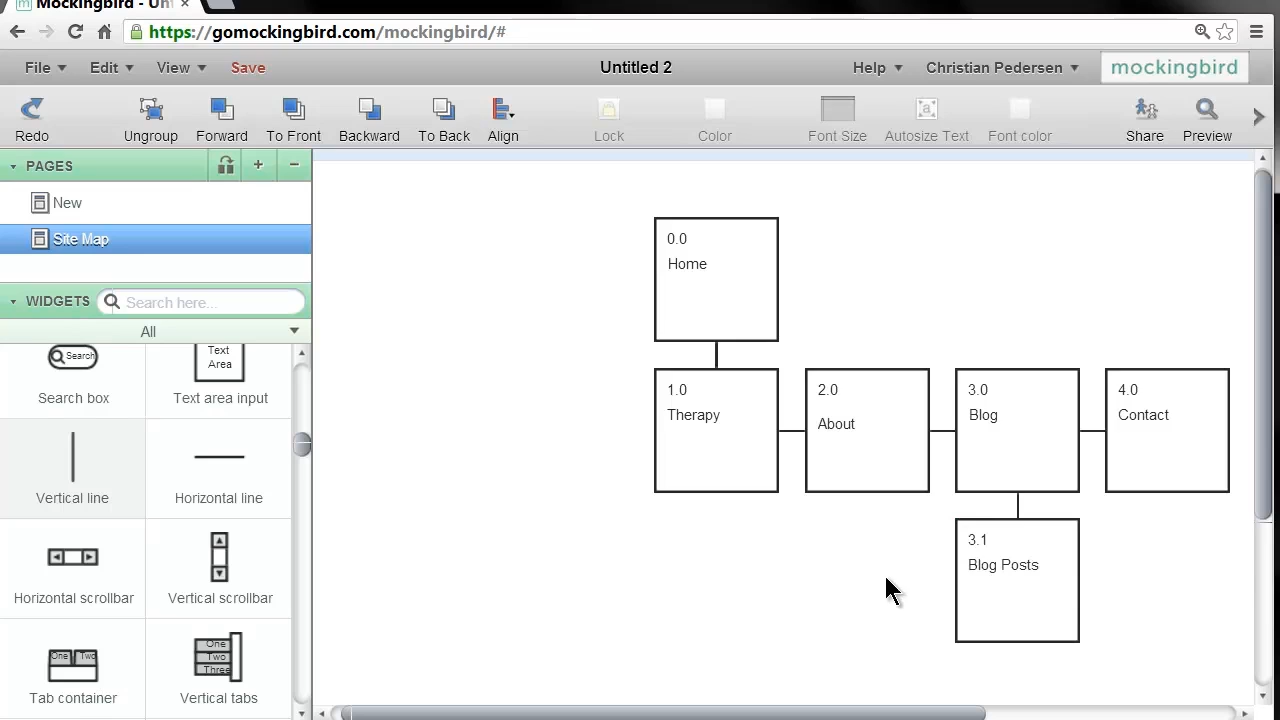 Mockingbird - Unt
https://gomockingbird.com/mockingbird/#
File Edit View Save Untitled 2 Help Christian Pedersen mockingbird
Redo Ungroup Forward To Front Backward To Back Align Lock Color Font Size Autosize Text Font color Share Preview
PAGES
New
Site Map
WIDGETS Search here...
All
Search
Search box
Text
Area
Text area input
Vertical line Horizontal line
Horizontal scrollbar Vertical scrollbar
One Two
Tab container
One
Two
Three
Vertical tabs
0.0
Home
1.0
Therapy
2.0
About
3.0
Blog
4.0
Contact
3.1
Blog Posts